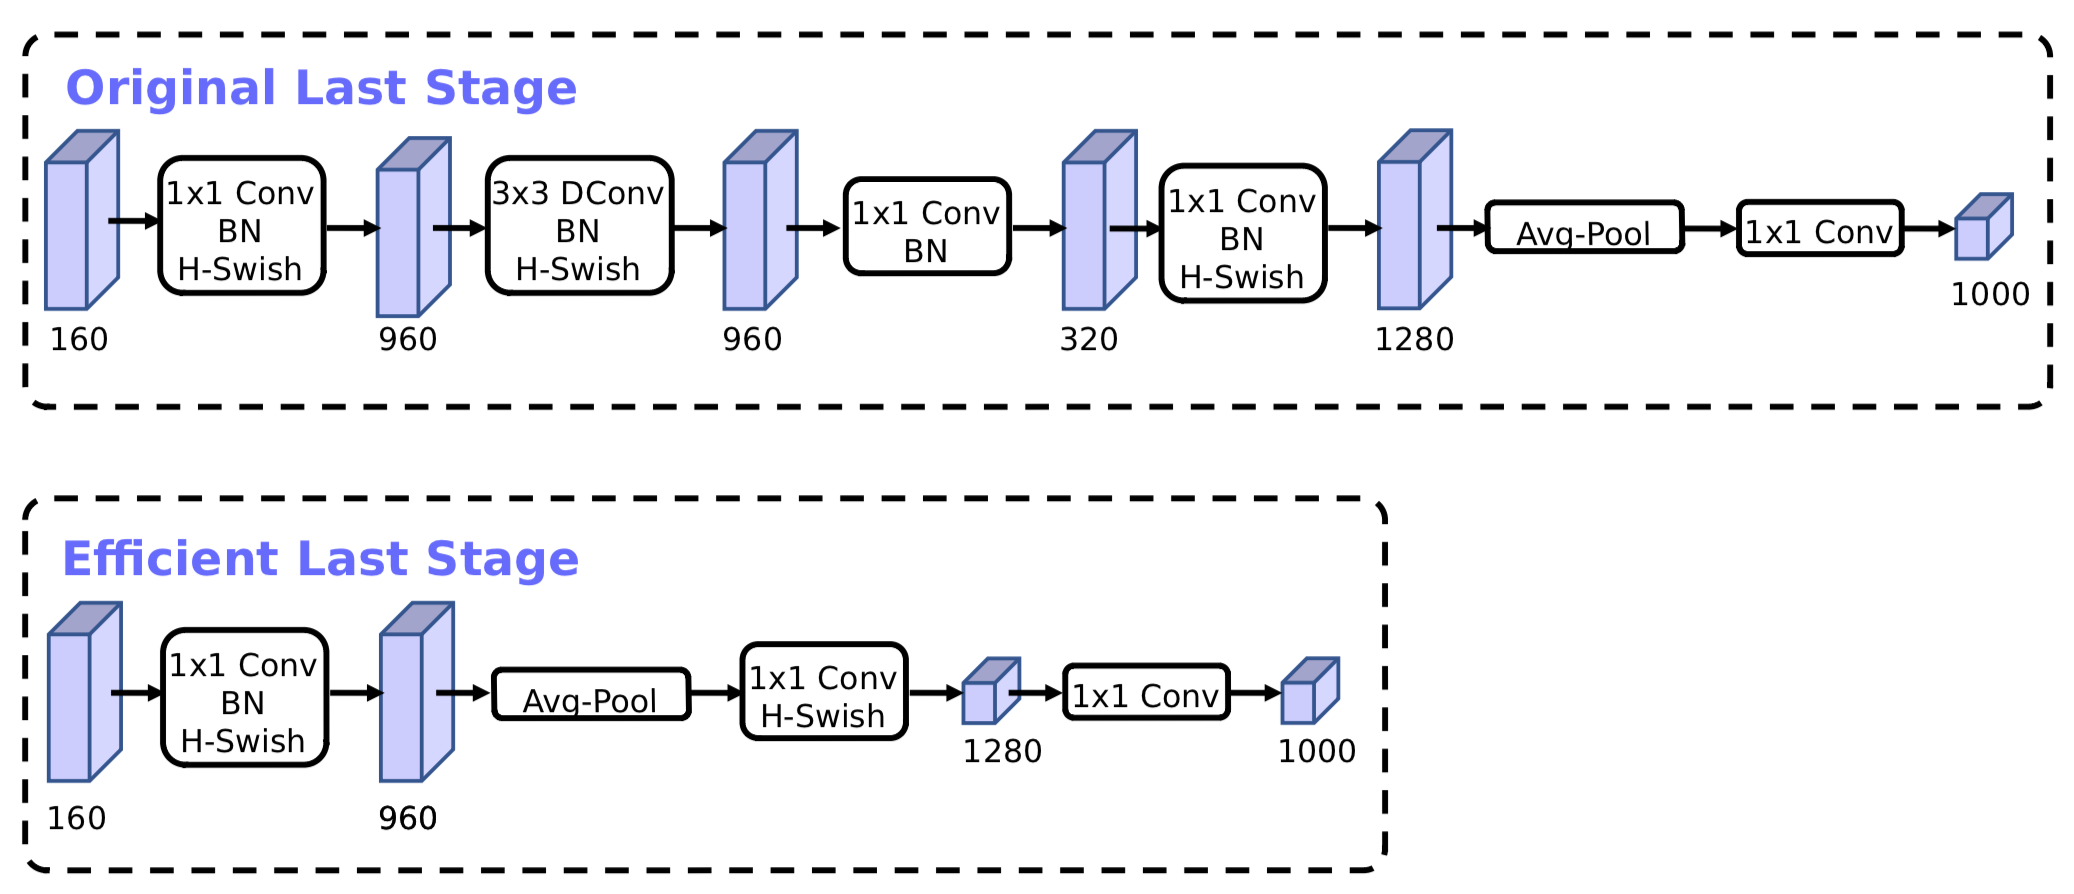 Original Last Stage
1x1 Conv
BN
H-Swish
3x3 DConv
BN
H-Swish
1x1 Conv
BN
1x1 Conv
BN
H-Swish
Avg-Pool
1x1 Conv
160
960
960
320
1280
1000
Efficient Last Stage
1x1 Conv
BN
H-Swish
Avg-Pool
1x1 Conv
H-Swish
1x1 Conv
160
960
1280
1000